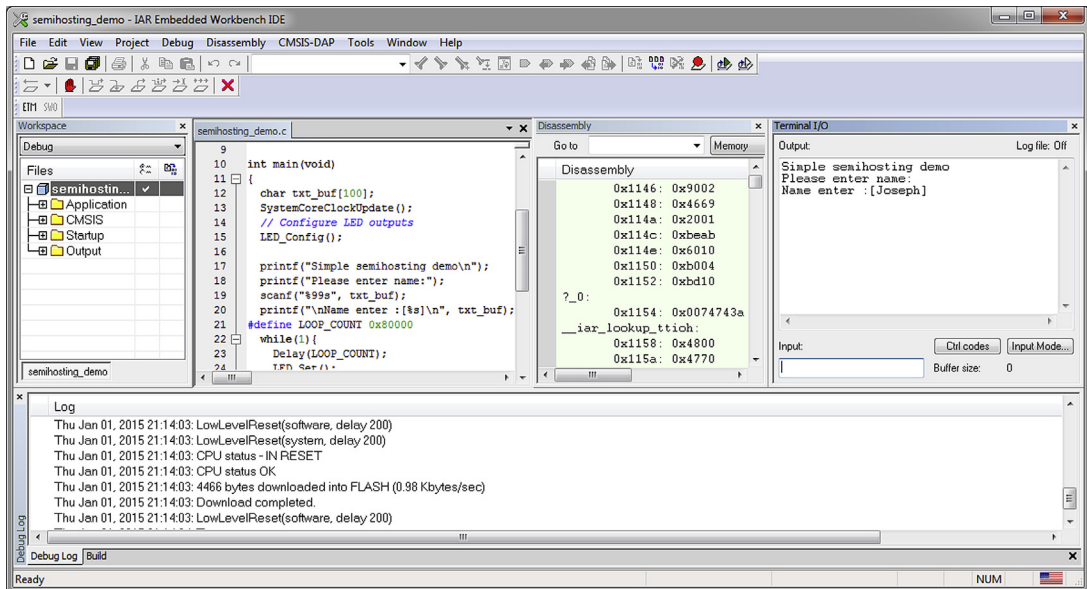 semihosting_demo - IAR Embedded Workbench IDE
File Edit View Project Debug Disassembly CMSIS-DAP Tools Window Help
ETM SWO
Workspace
Debug
Files
semihostin...
Application
CMSIS
Startup
Output
semihosting_demo
semihosting_demo.c
9
10 int main(void)
11 {
12 char txt_buf[100];
13 SystemCoreClockUpdate();
14 // Configure LED outputs
15 LED_Config();
16
17 printf("Simple semihosting demo\n");
18 printf("Please enter name:");
19 scanf("%99s", txt_buf);
20 printf("\nName enter :[%s]\n", txt_buf);
21 #define LOOP_COUNT 0x80000
22 while(1){
23 Delay(LOOP_COUNT);
24 LED_Set();
Disassembly
Go to Memory
Disassembly
0x1146: 0x9002
0x1148: 0x4669
0x114a: 0x2001
0x114c: 0xbeab
0x114e: 0x6010
0x1150: 0xb004
0x1152: 0xbd10
?_0:
0x1154: 0x0074743a
__iar_lookup_ttioh:
0x1158: 0x4800
0x115a: 0x4770
Terminal I/O
Output: Log file: Off
Simple semihosting demo
Please enter name:
Name enter :[Joseph]
Input: Ctrl codes Input Mode...
Buffer size: 0
Log
Thu Jan 01, 2015 21:14:03: LowLevelReset(software, delay 200)
Thu Jan 01, 2015 21:14:03: LowLevelReset(system, delay 200)
Thu Jan 01, 2015 21:14:03: CPU status - IN RESET
Thu Jan 01, 2015 21:14:03: CPU status OK
Thu Jan 01, 2015 21:14:03: 4466 bytes downloaded into FLASH (0.98 Kbytes/sec)
Thu Jan 01, 2015 21:14:03: Download completed.
Thu Jan 01, 2015 21:14:03: LowLevelReset(software, delay 200)
Debug Log
Debug Log Build
Ready NUM